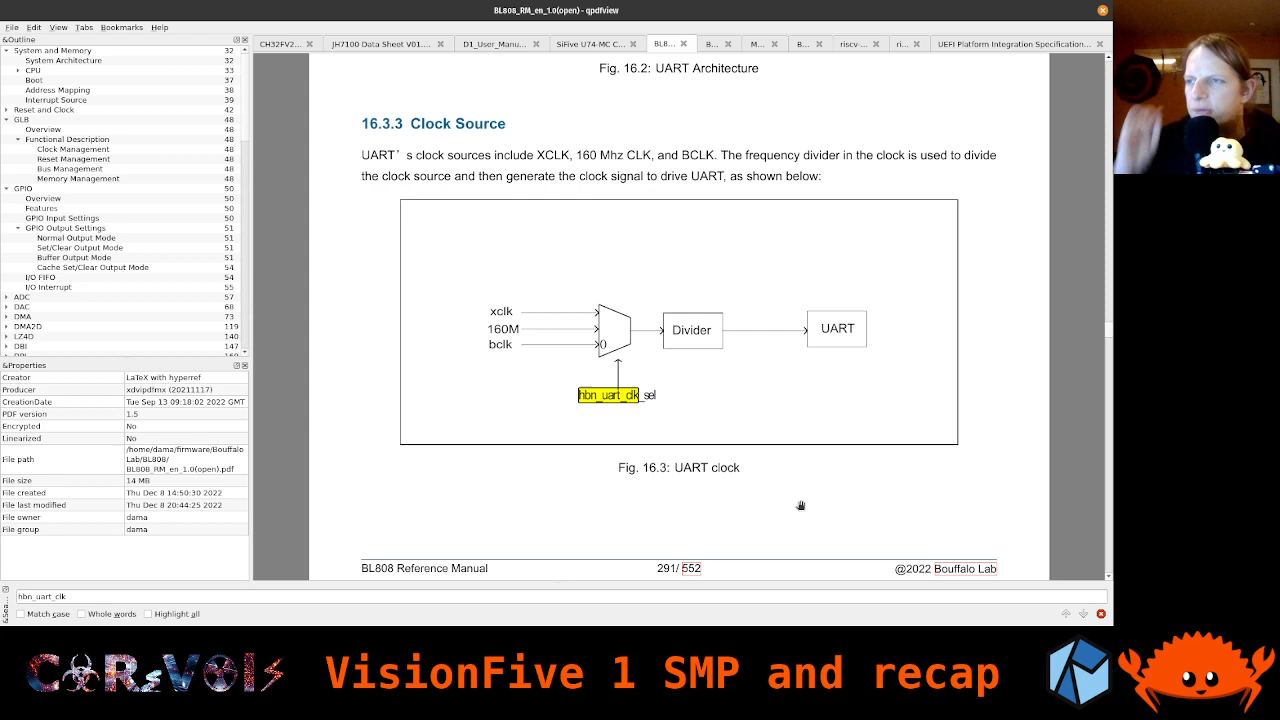 BL808_RM_en_1.0(open) - qpdfview
File Edit View Tabs Bookmarks Help
&Outline
CH32FV2...
JH7100 Data Sheet V01....
D1_User_Manu...
SiFive U74-MC C...
BL8...
B...
M...
B...
riscv-...
ri...
UEFI Platform Integration Specification...
System and Memory 32
System Architecture 32
CPU 33
Boot 37
Address Mapping 38
Interrupt Source 39
Reset and Clock 42
GLB 48
Overview 48
Functional Description 48
Clock Management 48
Reset Management 48
Bus Management 48
Memory Management 48
GPIO 50
Overview 50
Features 50
GPIO Input Settings 50
GPIO Output Settings 51
Normal Output Mode 51
Set/Clear Output Mode 51
Buffer Output Mode 51
Cache Set/Clear Output Mode 54
I/O FIFO 54
I/O Interrupt 55
ADC 57
DAC 68
DMA 73
DMA2D 119
LZ4D 140
DBI 147
&Properties
Creator LaTeX with hyperref
Producer xdvipdfmx (20211117)
CreationDate Tue Sep 13 09:18:02 2022 GMT
PDF version 1.5
Encrypted No
Linearized No
File path /home/dama/firmware/Bouffalo
Lab/BL808/
BL808_RM_en_1.0(open).pdf
File size 14 MB
File created Thu Dec 8 14:50:30 2022
File last modified Thu Dec 8 20:44:25 2022
File owner dama
File group dama
Fig. 16.2: UART Architecture
16.3.3 Clock Source
UART’s clock sources include XCLK, 160 Mhz CLK, and BCLK. The frequency divider in the clock is used to divide
the clock source and then generate the clock signal to drive UART, as shown below:
xclk
160M
bclk
0
Divider
UART
hbn_uart_clk_sel
Fig. 16.3: UART clock
BL808 Reference Manual
291/ 552
@2022 Bouffalo Lab
&Sea...
hbn_uart_clk
Match case Whole words Highlight all
VisionFive 1 SMP and recap